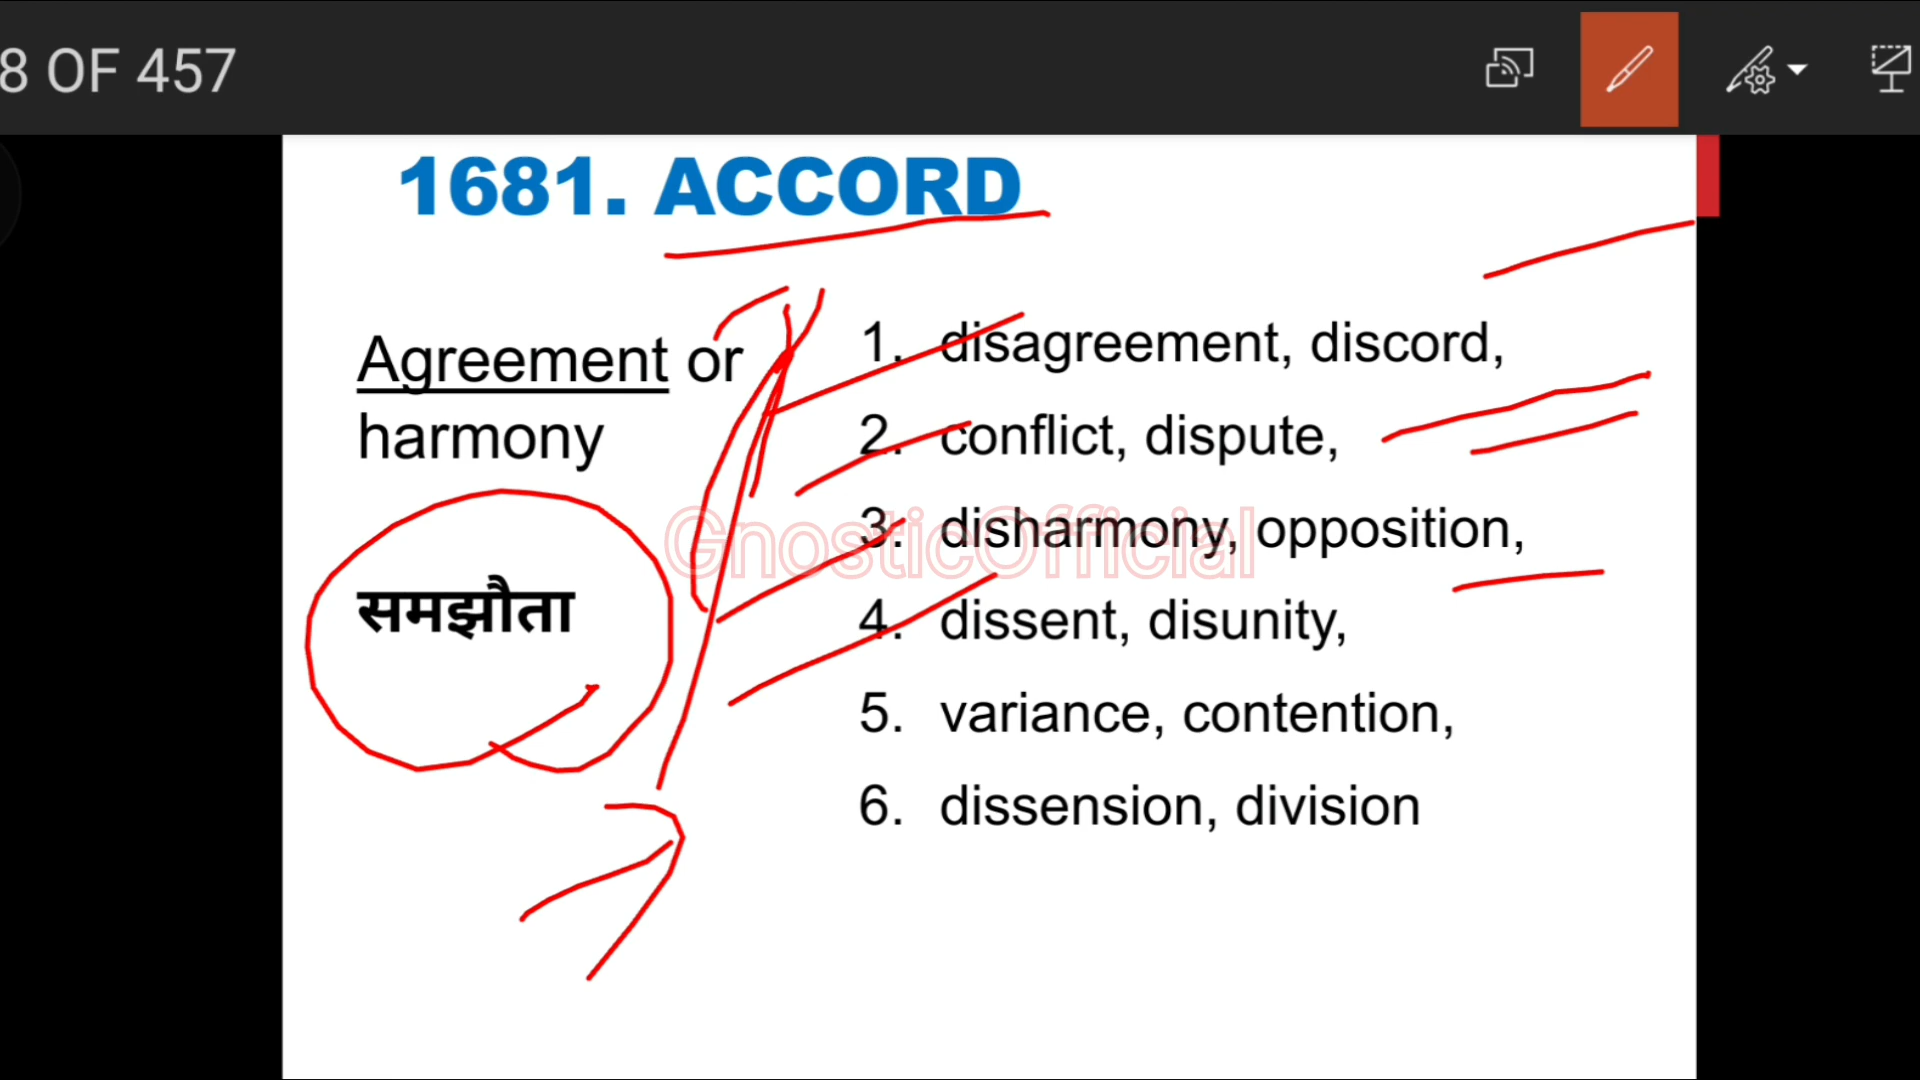 8 OF 457
1681. ACCORD
Agreement or
harmony
समझौता
1. disagreement, discord,
2. conflict, dispute,
3. disharmony, opposition,
4. dissent, disunity,
5. variance, contention,
6. dissension, division
GnosticOfficial